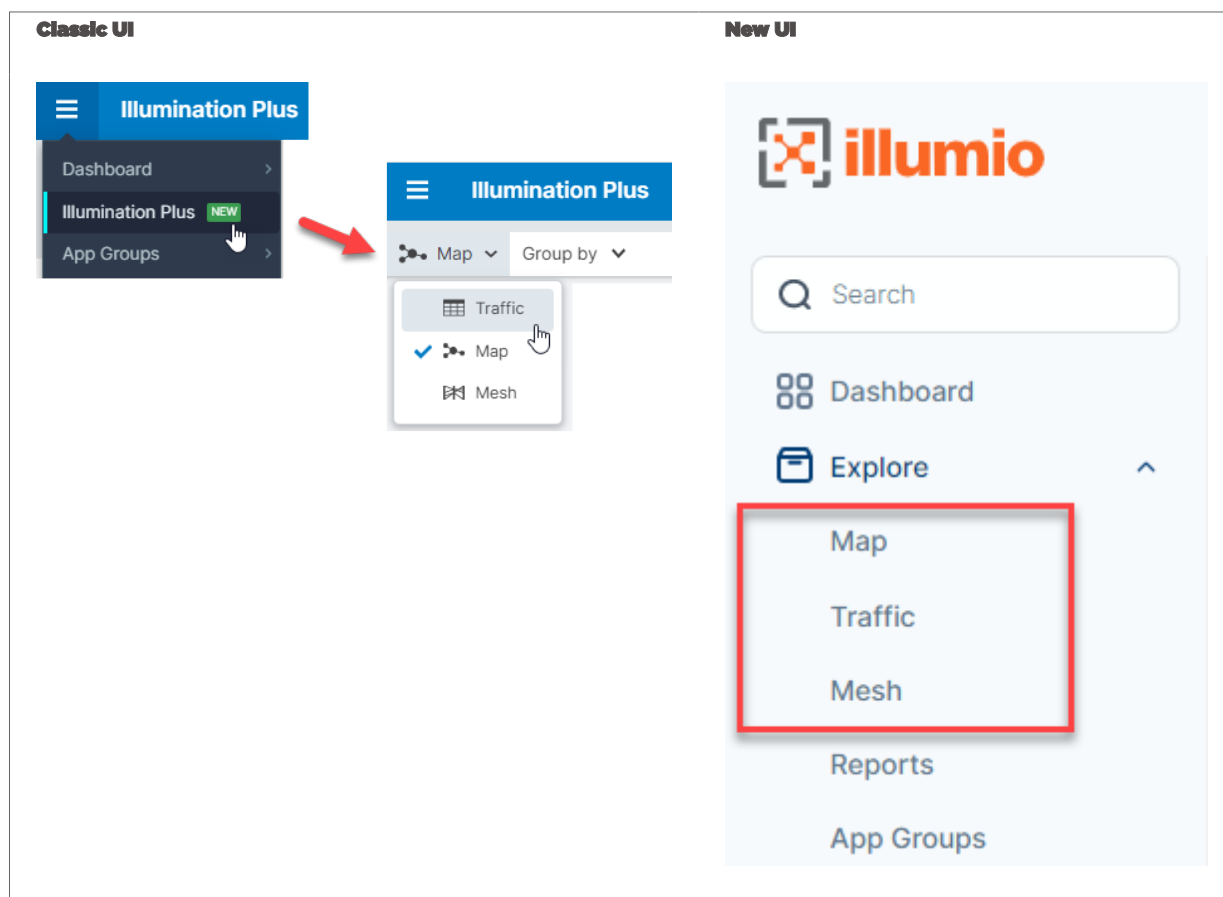 Classic UI
New UI
Illumination Plus
Dashboard
Illumination Plus NEW
App Groups
Illumination Plus
Map Group by
Traffic
Map
Mesh
illumio
Search
Dashboard
Explore
Map
Traffic
Mesh
Reports
App Groups